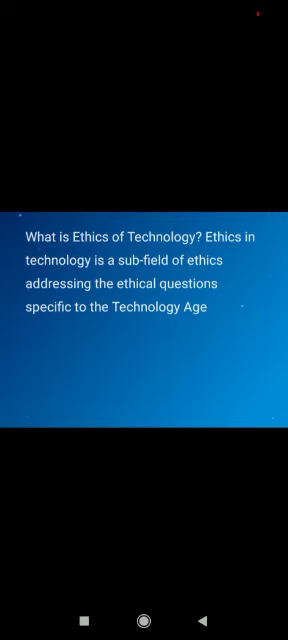 What is Ethics of Technology? Ethics in
technology is a sub-field of ethics
addressing the ethical questions
specific to the Technology Age